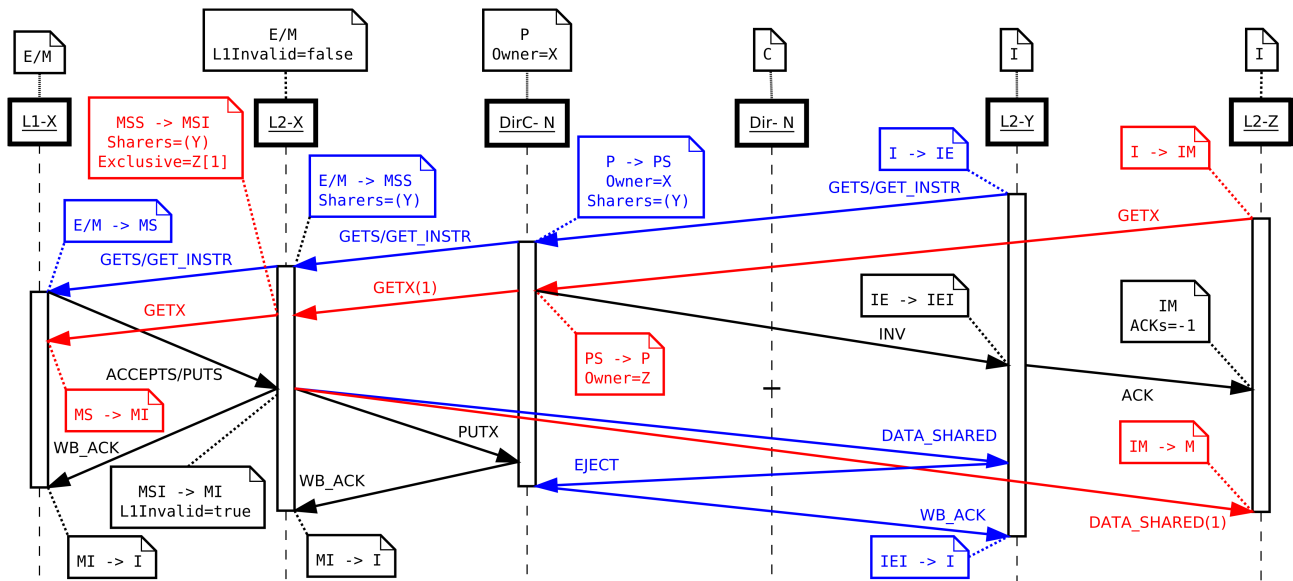 E/M
E/M
L1Invalid=false
P
Owner=X
C
I
I
L1-X
L2-X
DirC- N
Dir- N
L2-Y
L2-Z
MSS -> MSI
Sharers=(Y)
Exclusive=Z[1]
E/M -> MSS
Sharers=(Y)
P -> PS
Owner=X
Sharers=(Y)
I -> IE
I -> IM
GETS/GET_INSTR
GETX
E/M -> MS
GETS/GET_INSTR
GETS/GET_INSTR
GETX(1)
GETX
IE -> IEI
IM
ACKs=-1
INV
PS -> P
Owner=Z
ACCEPTS/PUTS
ACK
MS -> MI
PUTX
DATA_SHARED
WB_ACK
IM -> M
EJECT
WB_ACK
MSI -> MI
L1Invalid=true
WB_ACK
DATA_SHARED(1)
MI -> I
MI -> I
IEI -> I